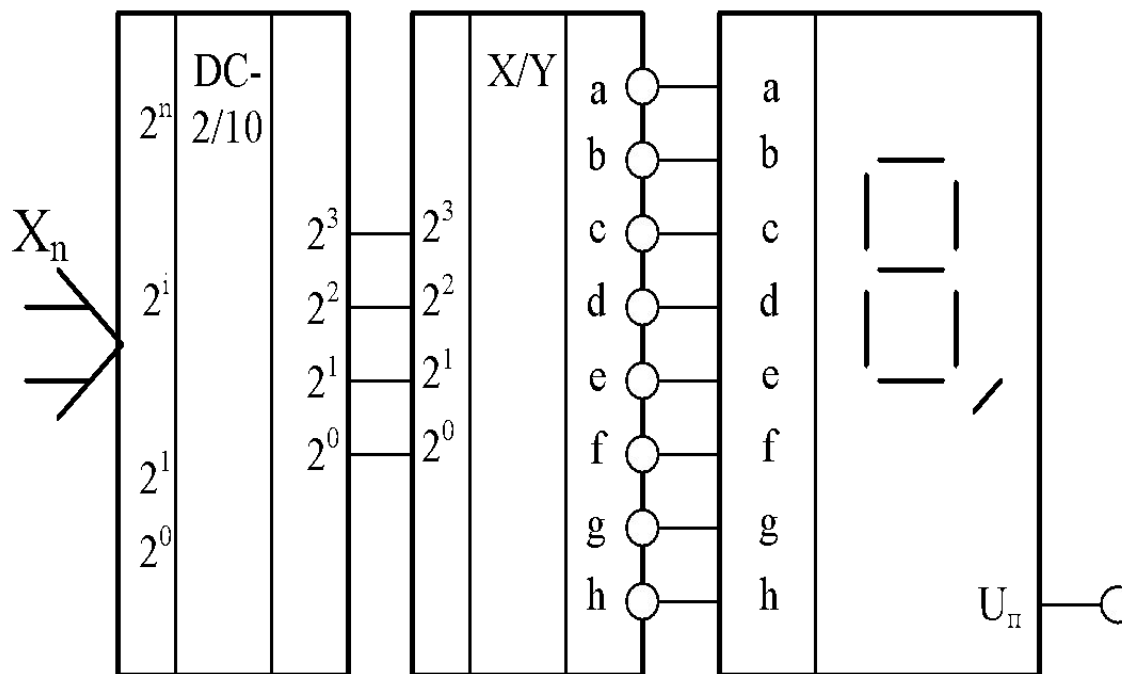 DC-
2/10
2ⁿ
2ⁱ
2¹
2⁰
Xₙ
2³
2²
2¹
2⁰
X/Y
2³
2²
2¹
2⁰
a
b
c
d
e
f
g
h
a
b
c
d
e
f
g
h
Uп